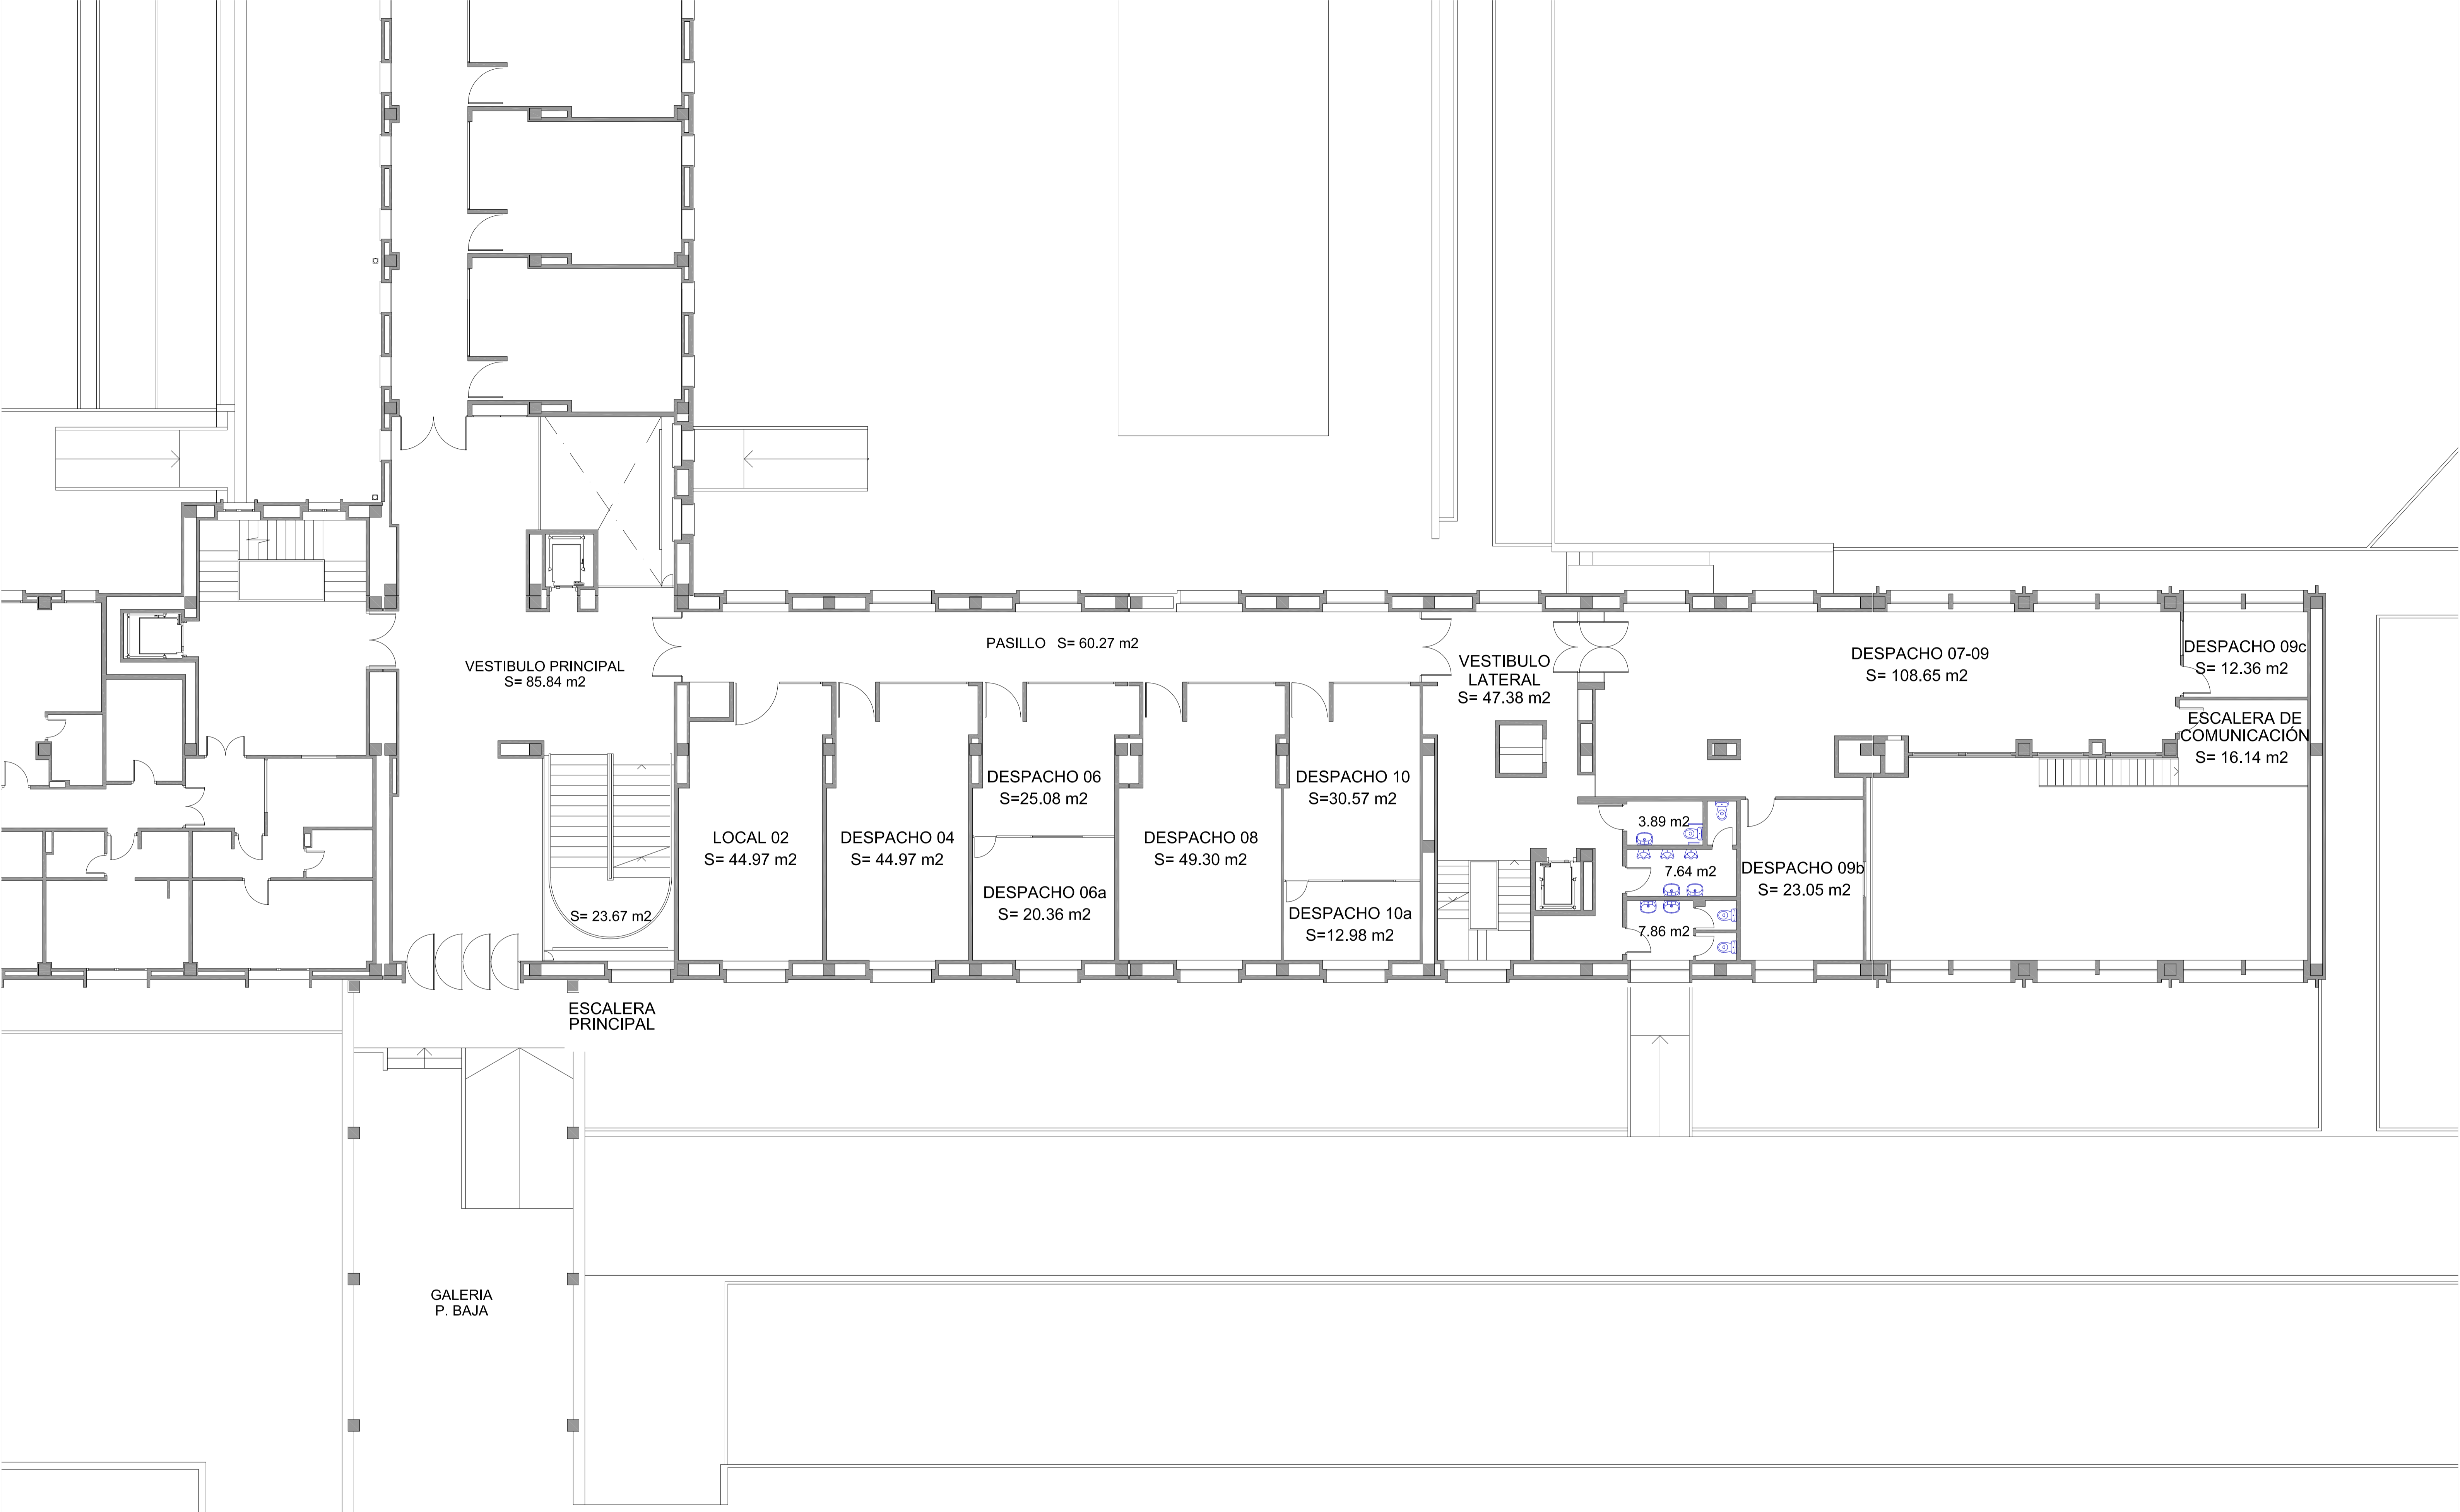 PASILLO   S= 60.27 m2
VESTIBULO PRINCIPAL
S= 85.84 m2
VESTIBULO
LATERAL
S= 47.38 m2
DESPACHO 07-09
S= 108.65 m2
DESPACHO 09c
S= 12.36 m2
ESCALERA DE
COMUNICACIÓN
S= 16.14 m2
DESPACHO 06
S=25.08 m2
DESPACHO 10
S=30.57 m2
LOCAL 02
S= 44.97 m2
DESPACHO 04
S= 44.97 m2
DESPACHO 08
S= 49.30 m2
3.89 m2
7.64 m2
DESPACHO 09b
S= 23.05 m2
DESPACHO 06a
S= 20.36 m2
DESPACHO 10a
S=12.98 m2
S= 23.67 m2
7.86 m2
ESCALERA
PRINCIPAL
GALERIA
P. BAJA